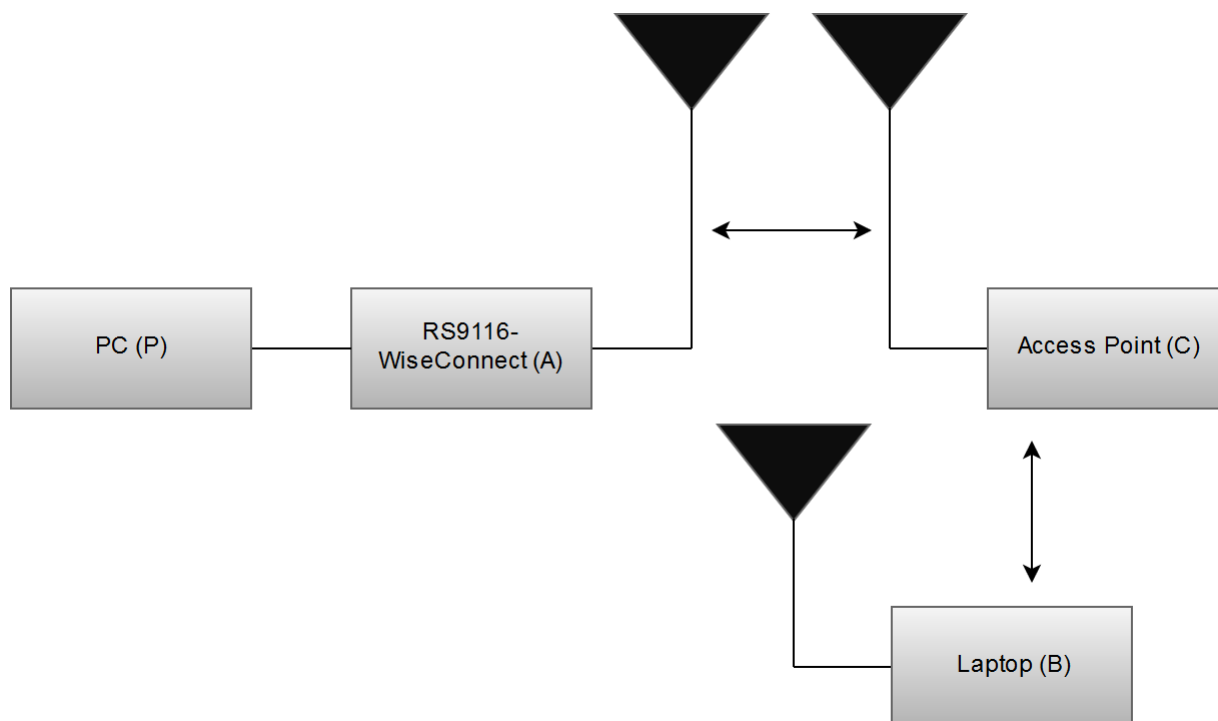 PC (P)
RS9116-
WiseConnect (A)
Access Point (C)
Laptop (B)